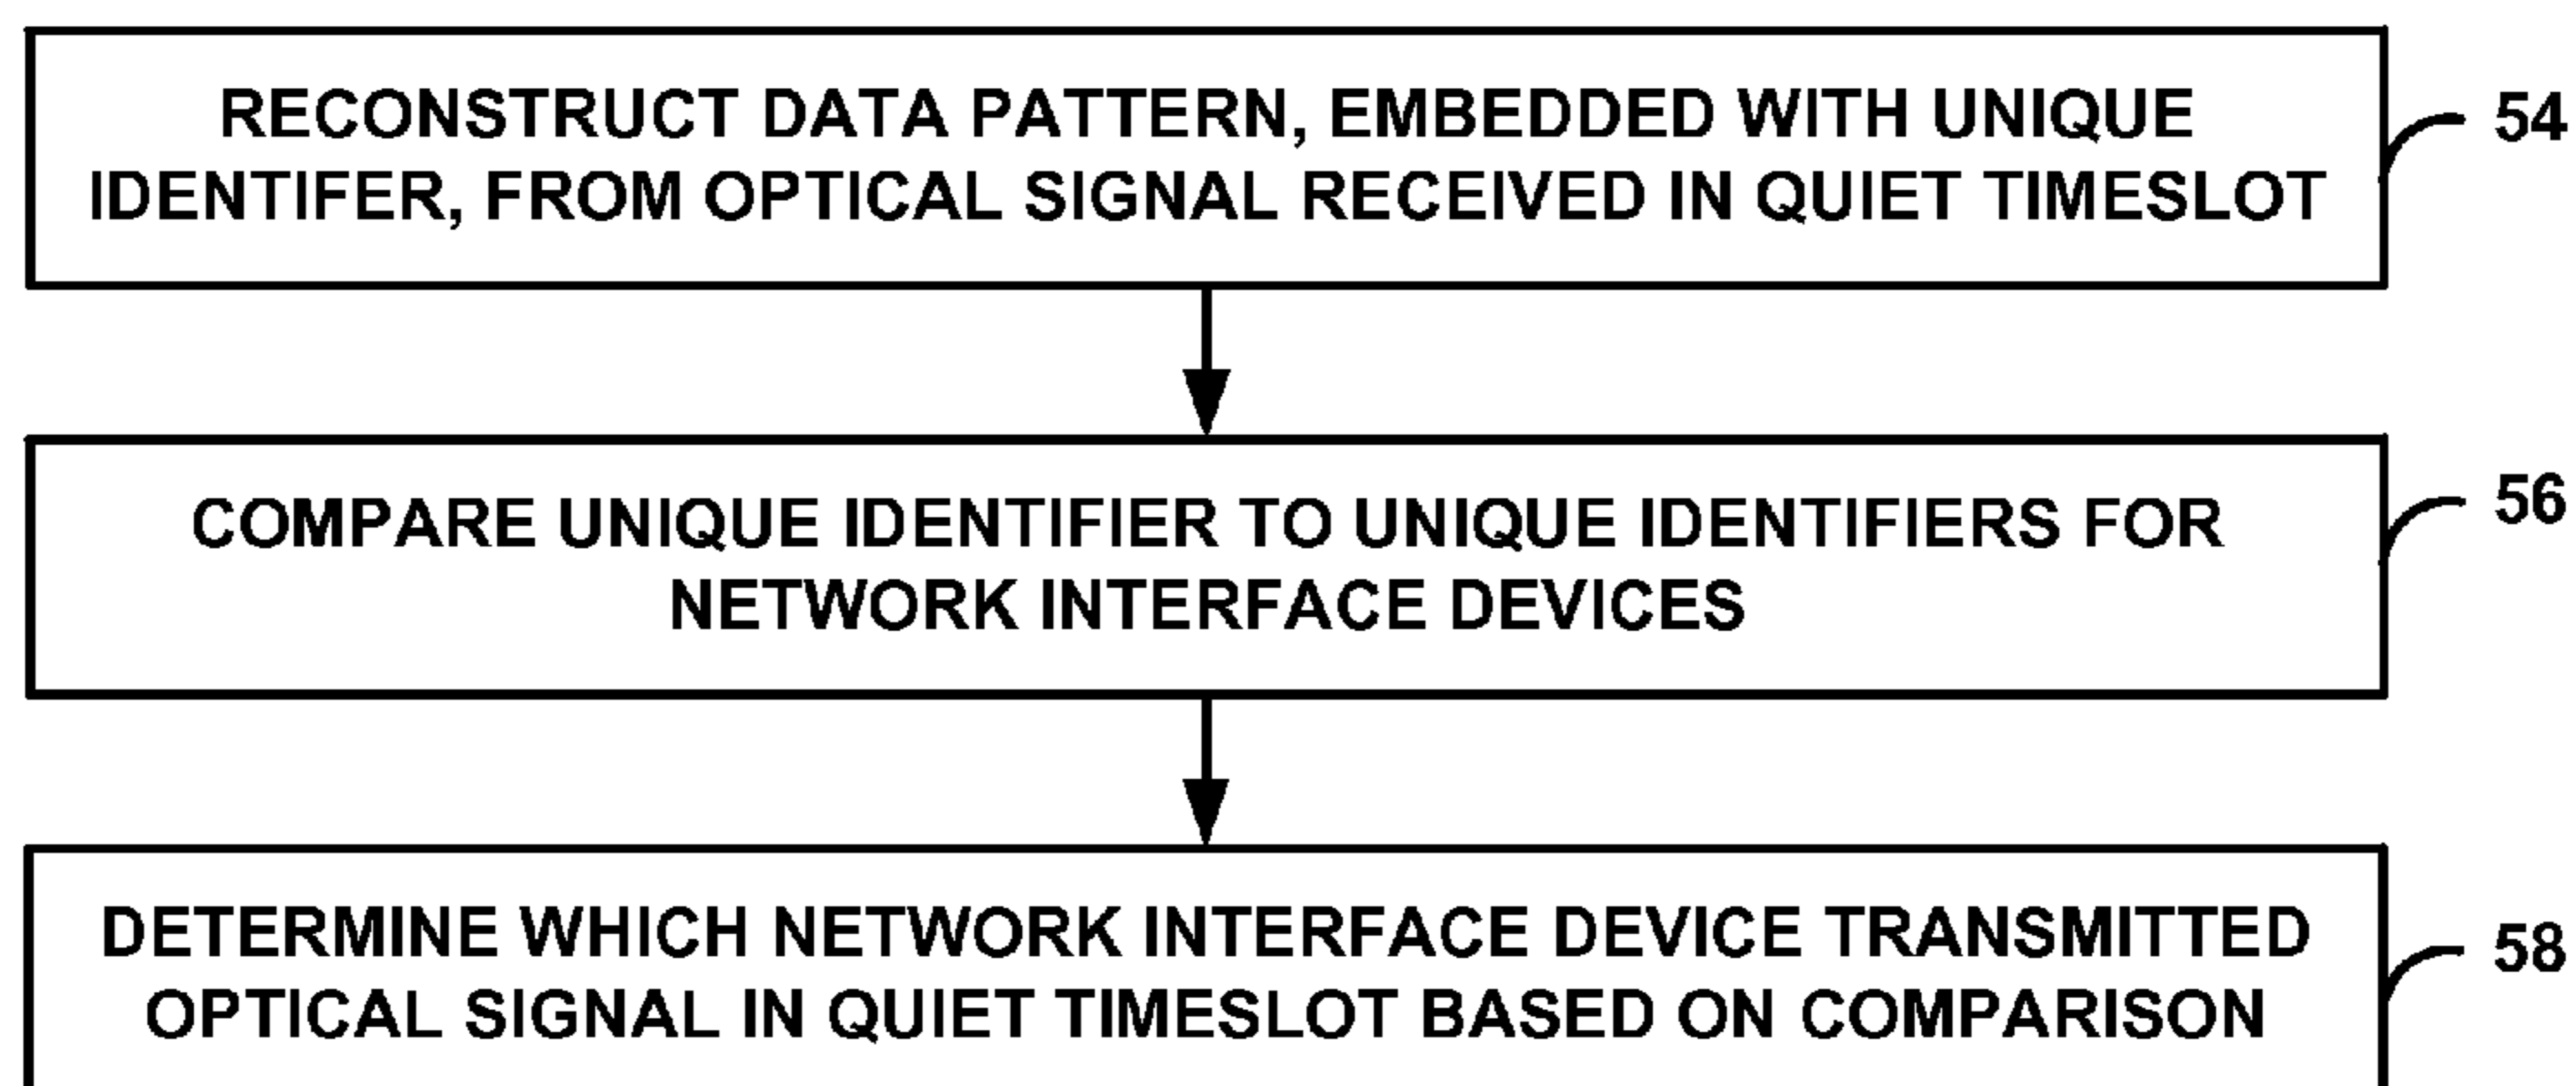 RECONSTRUCT DATA PATTERN, EMBEDDED WITH UNIQUE
IDENTIFER, FROM OPTICAL SIGNAL RECEIVED IN QUIET TIMESLOT
54
COMPARE UNIQUE IDENTIFIER TO UNIQUE IDENTIFIERS FOR
NETWORK INTERFACE DEVICES
56
DETERMINE WHICH NETWORK INTERFACE DEVICE TRANSMITTED
OPTICAL SIGNAL IN QUIET TIMESLOT BASED ON COMPARISON
58